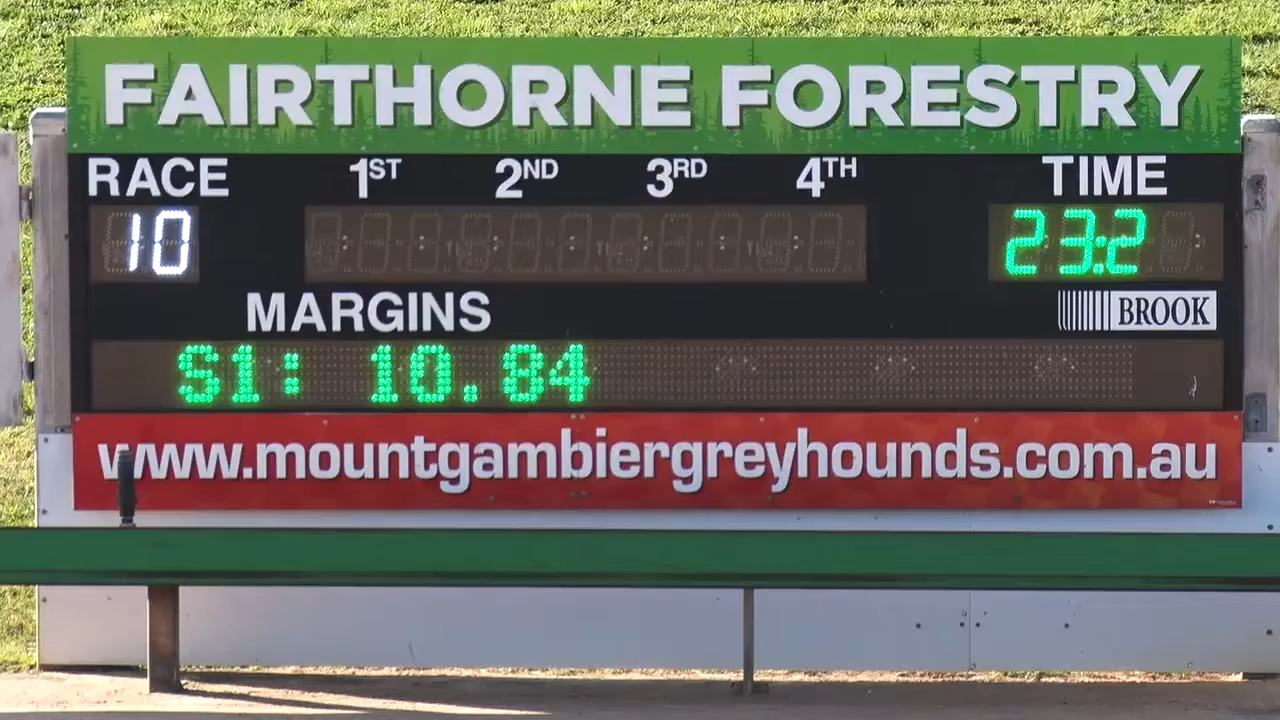 FAIRTHORNE FORESTRY
RACE 1ST 2ND 3RD 4TH TIME
10 23:2
MARGINS BROOK
S1: 10.84
www.mountgambiergreyhounds.com.au